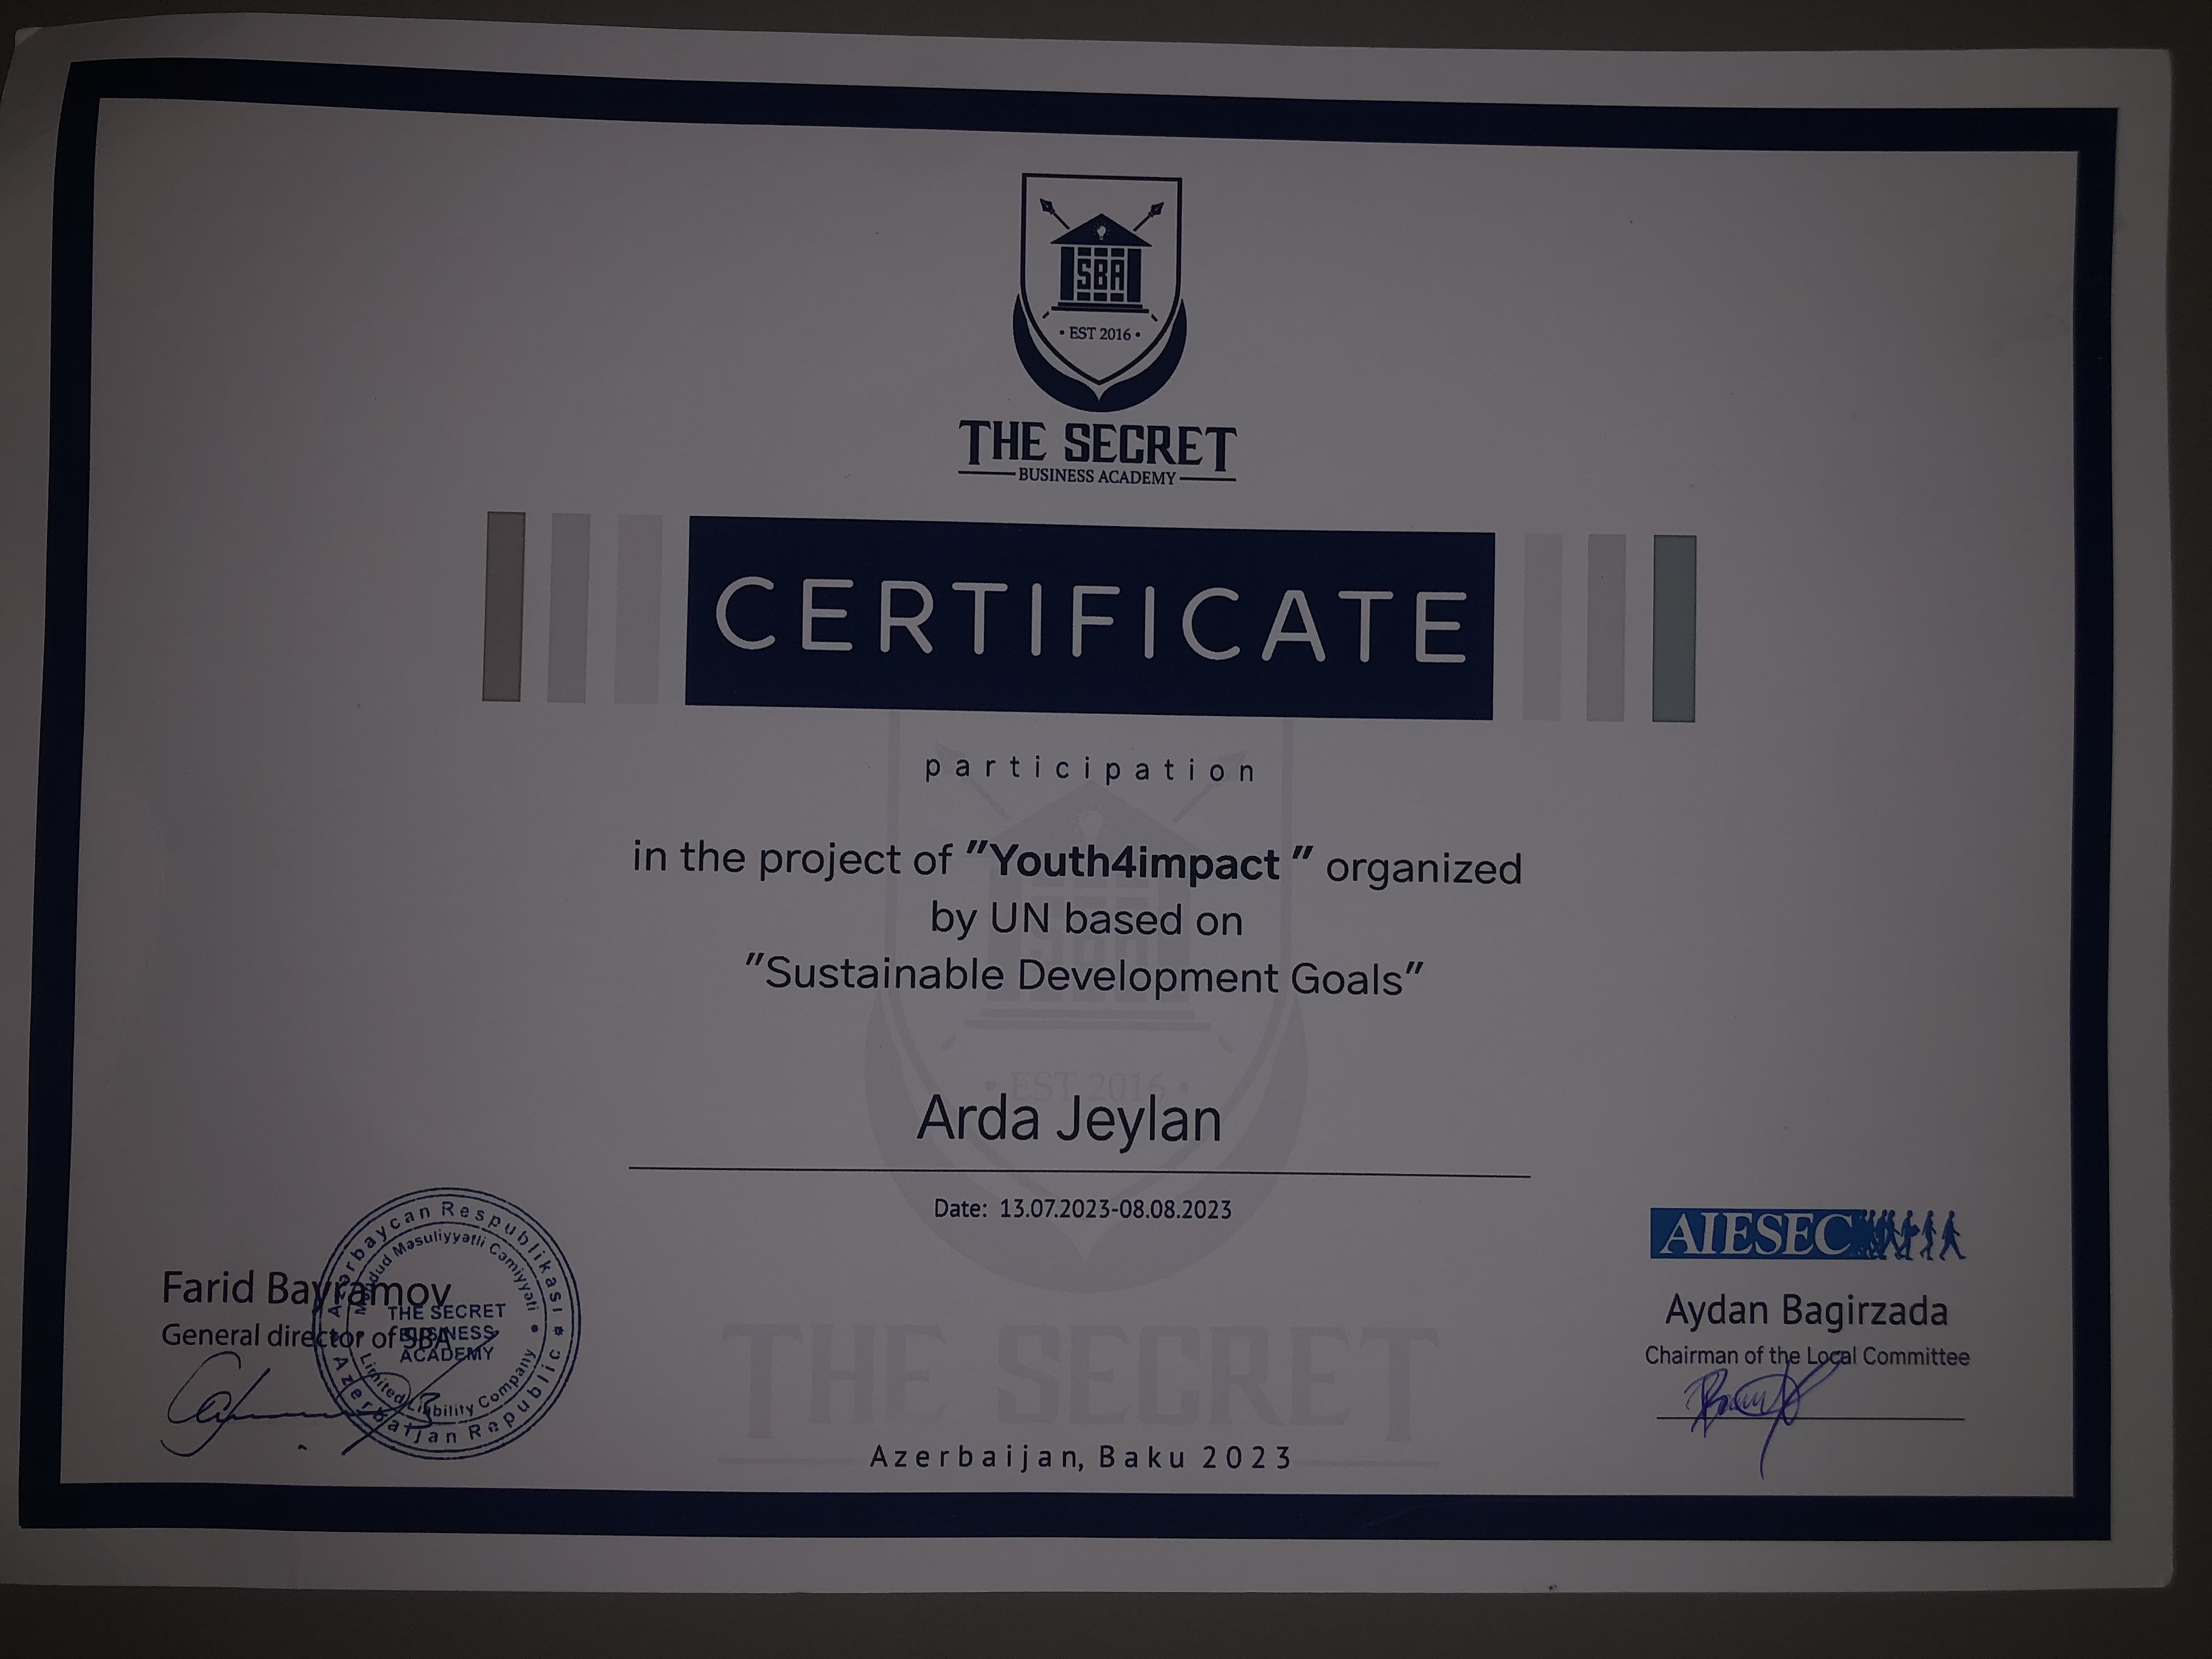 SBA
• EST 2016 •
THE SECRET
BUSINESS ACADEMY
CERTIFICATE
participation
in the project of "Youth4impact " organized
by UN based on
"Sustainable Development Goals"
• EST 2016 •
Arda Jeylan
Date: 13.07.2023-08.08.2023
Farid Bayramov
General director of SBA
Azərbaycan Respublikası
Məhdud Məsuliyyətli Cəmiyyəti
THE SECRET
BUSINESS
ACADEMY
Limited Liability Company
Azerbaijan Republic
AIESEC
Aydan Bagirzada
Chairman of the Local Committee
THE SECRET
Azerbaijan, Baku 2023